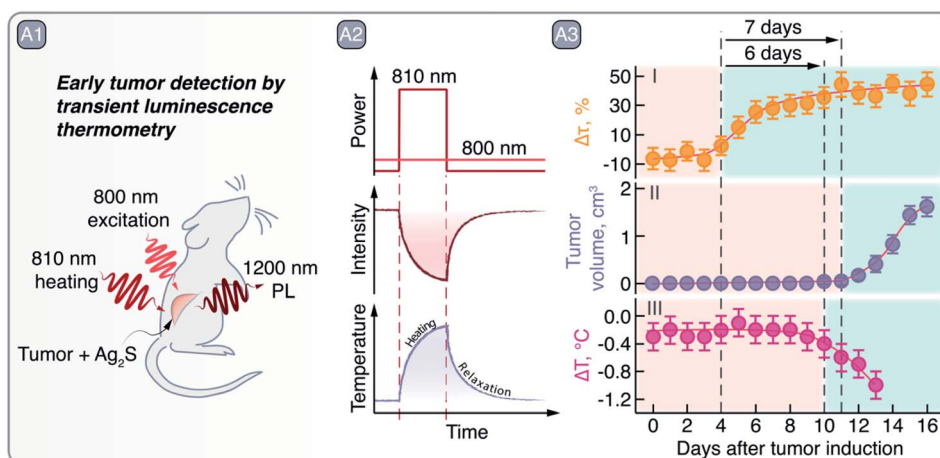 A1
Early tumor detection by
transient luminescence
thermometry
800 nm
excitation
810 nm
heating
1200 nm
PL
Tumor + Ag₂S
A2
810 nm
800 nm
Power
Intensity
Temperature
Heating
Relaxation
Time
A3
7 days
6 days
I
50
30
10
-10
Δτ, %
II
2
1
0
Tumor
volume, cm³
III
0.0
-0.4
-0.8
-1.2
ΔT, °C
0 2 4 6 8 10 12 14 16
Days after tumor induction